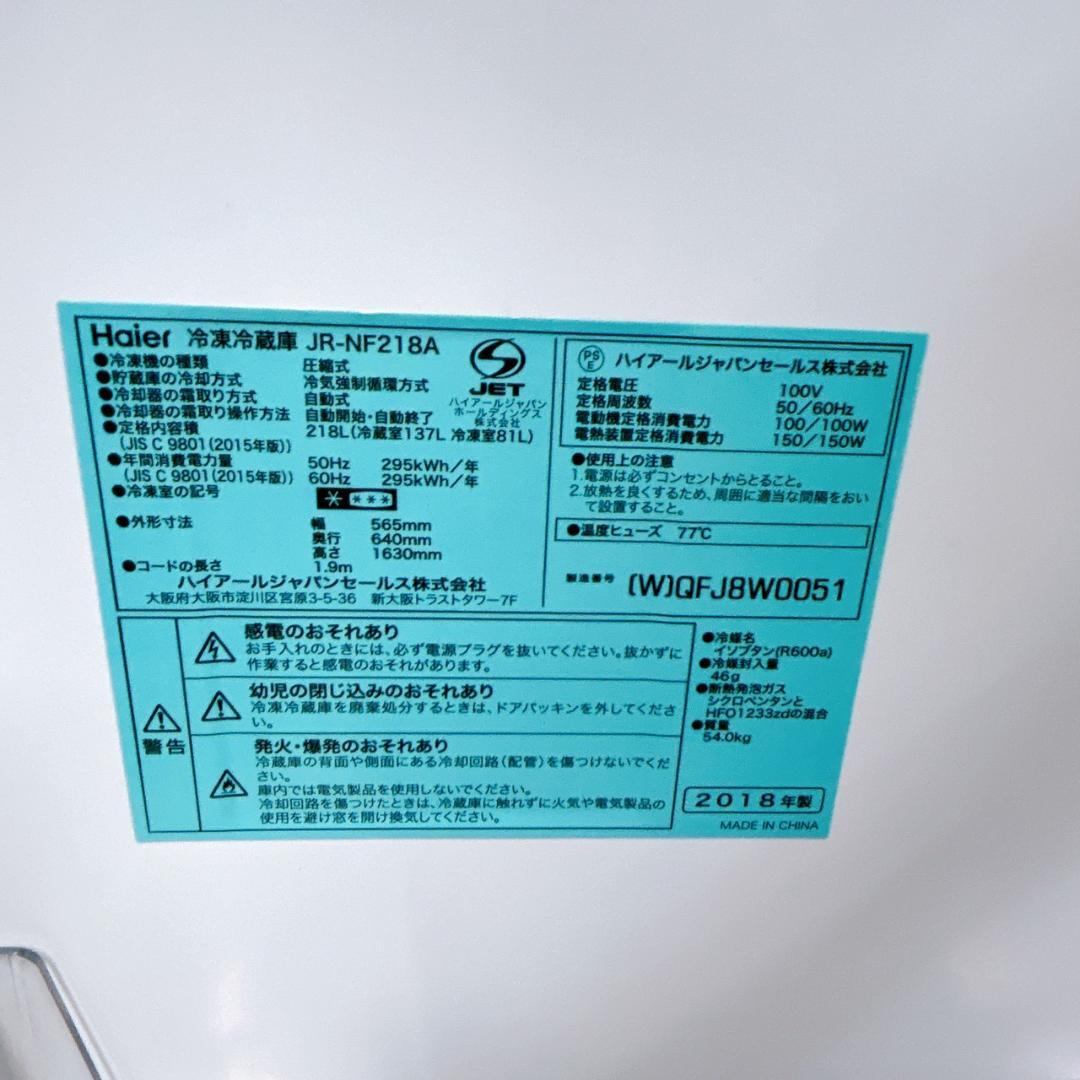 Haier 冷凍冷蔵庫 JR-NF218A
●冷凍機の種類 圧縮式
●貯蔵庫の冷却方式 冷気強制循環方式
●冷却器の霜取り方式 自動式
●冷却器の霜取り操作方法 自動開始・自動終了
●定格内容積 218L(冷蔵室137L 冷凍室81L)
(JIS C 9801(2015年版))
●年間消費電力量 50Hz 295kWh/年
(JIS C 9801(2015年版)) 60Hz 295kWh/年
●冷凍室の記号 * ***
●外形寸法 幅 565mm
奥行 640mm
高さ 1630mm
●コードの長さ 1.9m
ハイアールジャパンセールス株式会社
大阪府大阪市淀川区宮原3-5-36 新大阪トラストタワー7F
S
JET
ハイアールジャパン
ホールディングス
株式会社
PSE ハイアールジャパンセールス株式会社
定格電圧 100V
定格周波数 50/60Hz
電動機定格消費電力 100/100W
電熱装置定格消費電力 150/150W
●使用上の注意
1.電源は必ずコンセントからとること。
2.放熱を良くするため、周囲に適当な間隔をおい
て設置すること。
●温度ヒューズ 77℃
製造番号 (W)QFJ8W0051
警告
感電のおそれあり
お手入れのときには、必ず電源プラグを抜いてください。抜かずに
作業すると感電のおそれがあります。
幼児の閉じ込めのおそれあり
冷凍冷蔵庫を廃棄処分するときは、ドアパッキンを外してくださ
い。
発火・爆発のおそれあり
冷蔵庫の背面や側面にある冷却回路(配管)を傷つけないでくだ
さい。
庫内では電気製品を使用しないでください。
冷却回路を傷つけたときは、冷蔵庫に触れずに火気や電気製品の
使用を避け窓を開け換気してください。
●冷媒名
イソブタン(R600a)
●冷媒封入量
46g
●断熱発泡ガス
シクロペンタンと
HFO1233zdの混合
●質量
54.0kg
2018年製
MADE IN CHINA